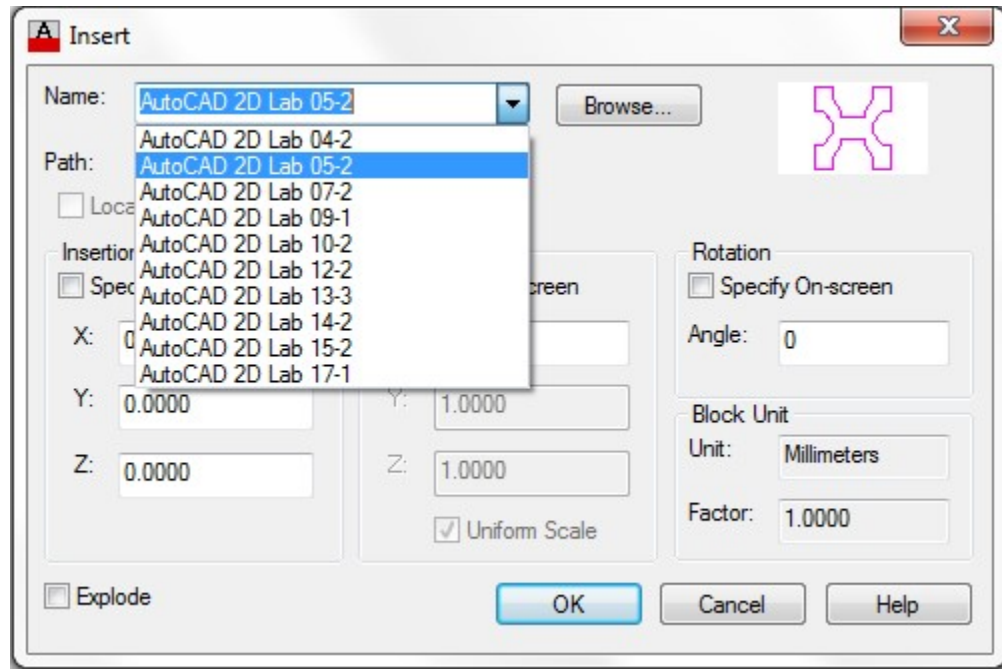 Insert
Name: AutoCAD 2D Lab 05-2 Browse...
AutoCAD 2D Lab 04-2
Path: AutoCAD 2D Lab 05-2
AutoCAD 2D Lab 07-2
AutoCAD 2D Lab 09-1
AutoCAD 2D Lab 10-2
AutoCAD 2D Lab 12-2
AutoCAD 2D Lab 13-3
AutoCAD 2D Lab 14-2
AutoCAD 2D Lab 15-2
AutoCAD 2D Lab 17-1
Rotation
Specify On-screen
X:
Angle: 0
Y: 0.0000
Y: 1.0000
Z: 0.0000
Z: 1.0000
Uniform Scale
Block Unit
Unit: Millimeters
Factor: 1.0000
Explode
OK Cancel Help